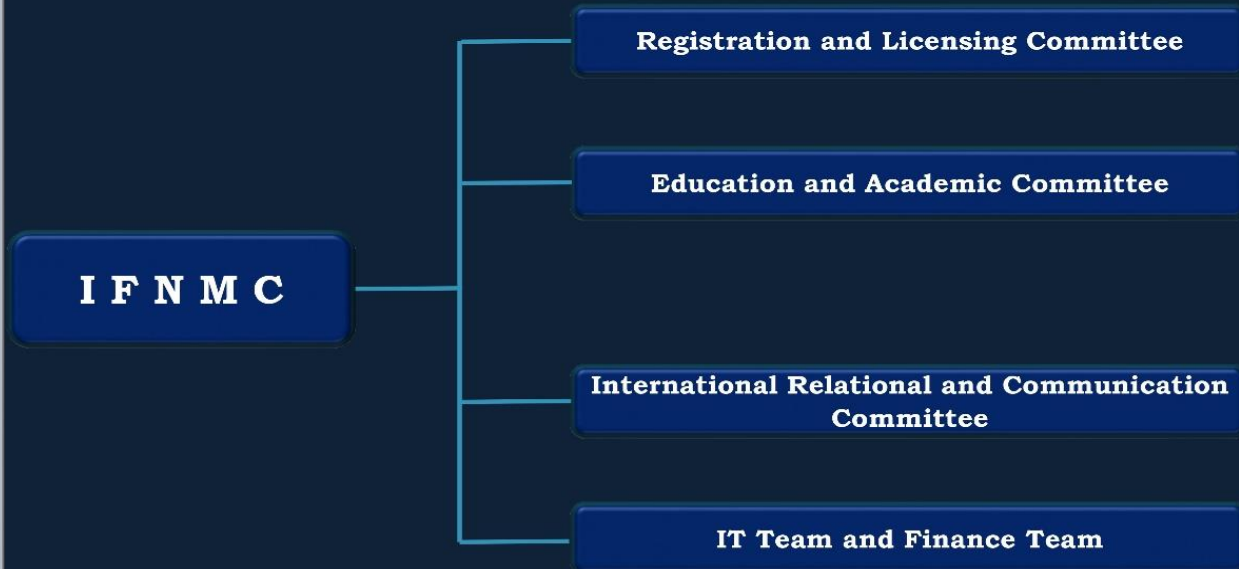 Registration and Licensing Committee
Education and Academic Committee
I F N M C
International Relational and Communication
Committee
IT Team and Finance Team